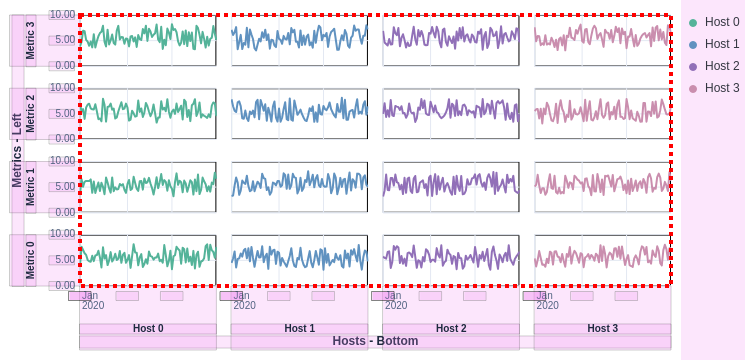 Metrics - Left
Metric 3
10.00
5.00
0.00
Metric 2
10.00
5.00
0.00
Metric 1
10.00
5.00
0.00
Metric 0
10.00
5.00
0.00
Jan
2020
Jan
2020
Jan
2020
Jan
2020
Host 0
Host 1
Host 2
Host 3
Hosts - Bottom
Host 0
Host 1
Host 2
Host 3